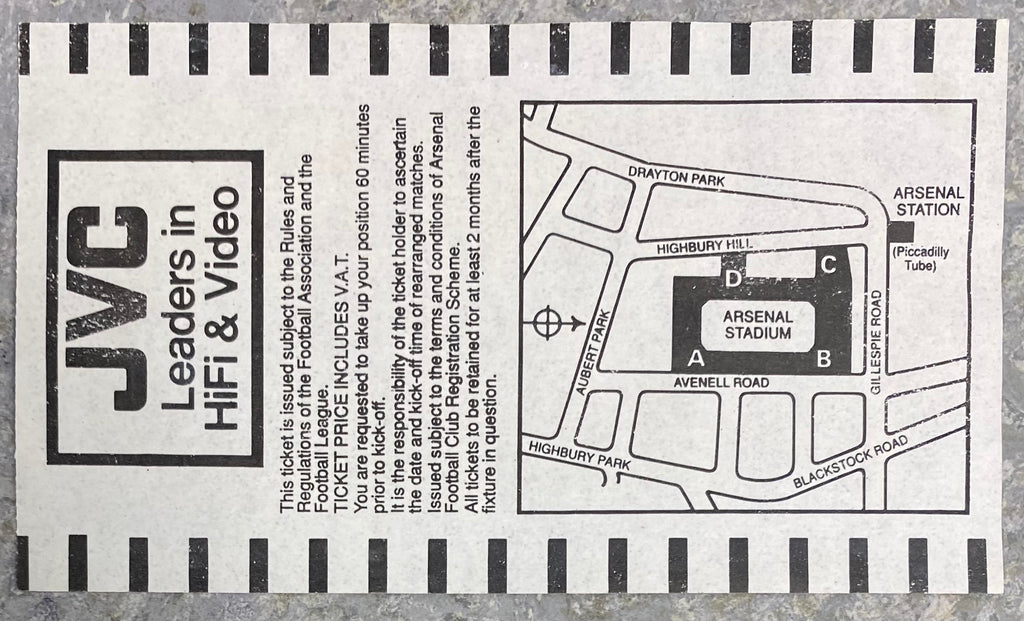 JVC
Leaders in
HiFi & Video
This ticket is issued subject to the Rules and
Regulations of the Football Association and the
Football League.
TICKET PRICE INCLUDES V.A.T.
You are requested to take up your position 60 minutes
prior to kick-off.
It is the responsibility of the ticket holder to ascertain
the date and kick-off time of rearranged matches.
Issued subject to the terms and conditions of Arsenal
Football Club Registration Scheme.
All tickets to be retained for at least 2 months after the
fixture in question.
DRAYTON PARK
ARSENAL
STATION
(Piccadilly
Tube)
HIGHBURY HILL
D
C
ARSENAL
STADIUM
A
B
AUBERT PARK
GILLESPIE ROAD
AVENELL ROAD
HIGHBURY PARK
BLACKSTOCK ROAD